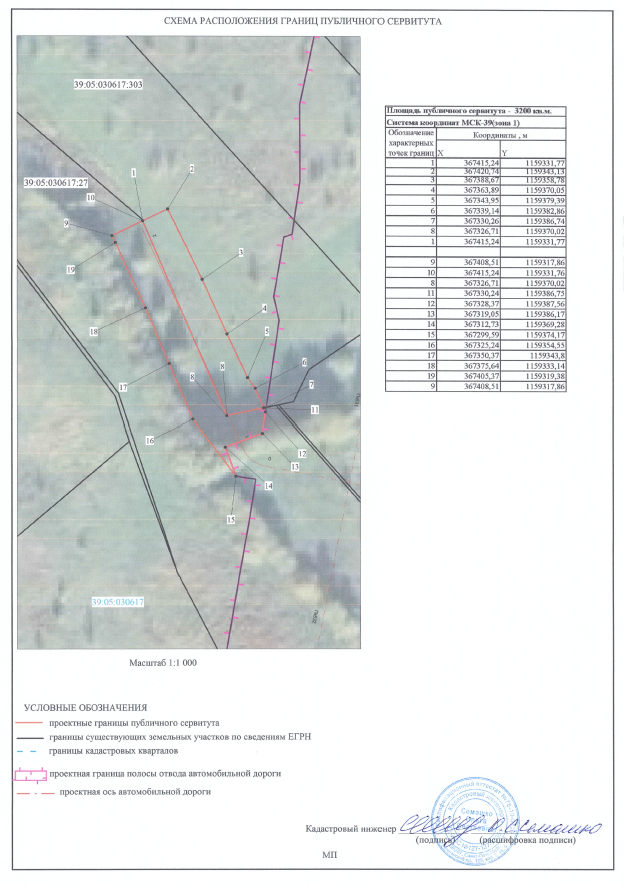 СХЕМА РАСПОЛОЖЕНИЯ ГРАНИЦ ПУБЛИЧНОГО СЕРВИТУТА
39:05:030617:303
39:05:030617:27
1
2
10
9
19
3
18
4
5
17
8
8
6
7
16
11
12
13
14
15
39:05:030617
Масштаб 1:1 000
Площадь публичного сервитута - 3200 кв.м.
Система координат МСК-39(зона 1)
Обозначение характерных точек границ
Координаты , м
X Y
1 367415,24 1159331,77
2 367420,74 1159343,13
3 367388,67 1159358,78
4 367363,89 1159370,05
5 367343,95 1159379,39
6 367339,14 1159382,86
7 367330,26 1159386,74
8 367326,71 1159370,02
1 367415,24 1159331,77
9 367408,51 1159317,86
10 367415,24 1159331,76
8 367326,71 1159370,02
11 367330,24 1159386,75
12 367328,37 1159387,56
13 367319,05 1159386,17
14 367312,73 1159369,28
15 367299,59 1159374,17
16 367325,24 1159354,55
17 367350,37 1159343,8
18 367375,64 1159333,14
19 367405,37 1159319,38
9 367408,51 1159317,86
УСЛОВНЫЕ ОБОЗНАЧЕНИЯ
проектные границы публичного сервитута
границы существующих земельных участков по сведениям ЕГРН
границы кадастровых кварталов
проектная граница полосы отвода автомобильной дороги
проектная ось автомобильной дороги
Кадастровый инженер
(подпись) (расшифровка подписи)
МП